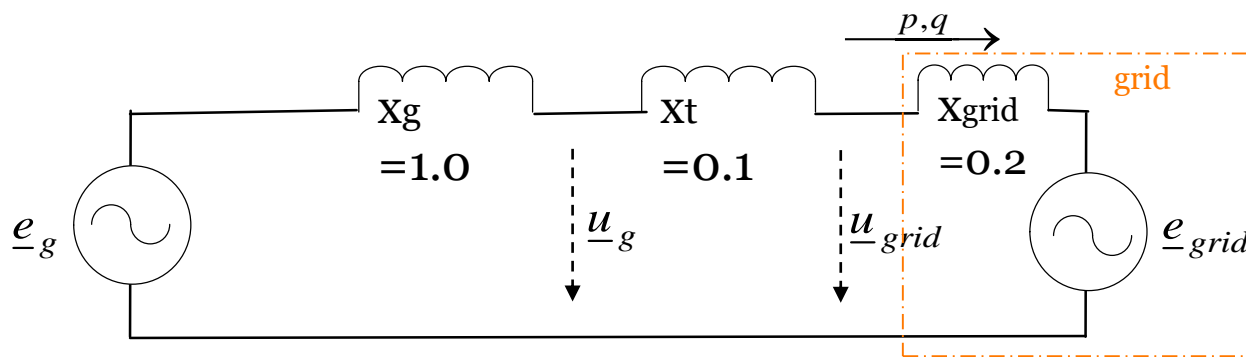 p,q
grid
Xg
=1.0
Xt
=0.1
Xgrid
=0.2
e g
u g
u grid
e grid